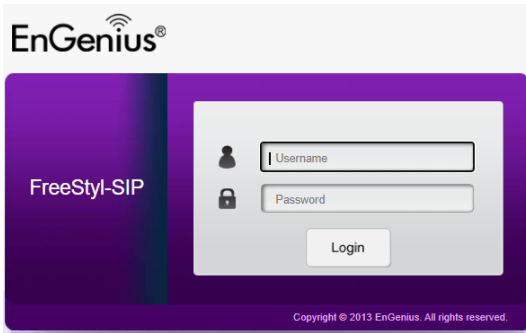 EnGenius®
Username
FreeStyl-SIP
Password
Login
Copyright © 2013 EnGenius. All rights reserved.